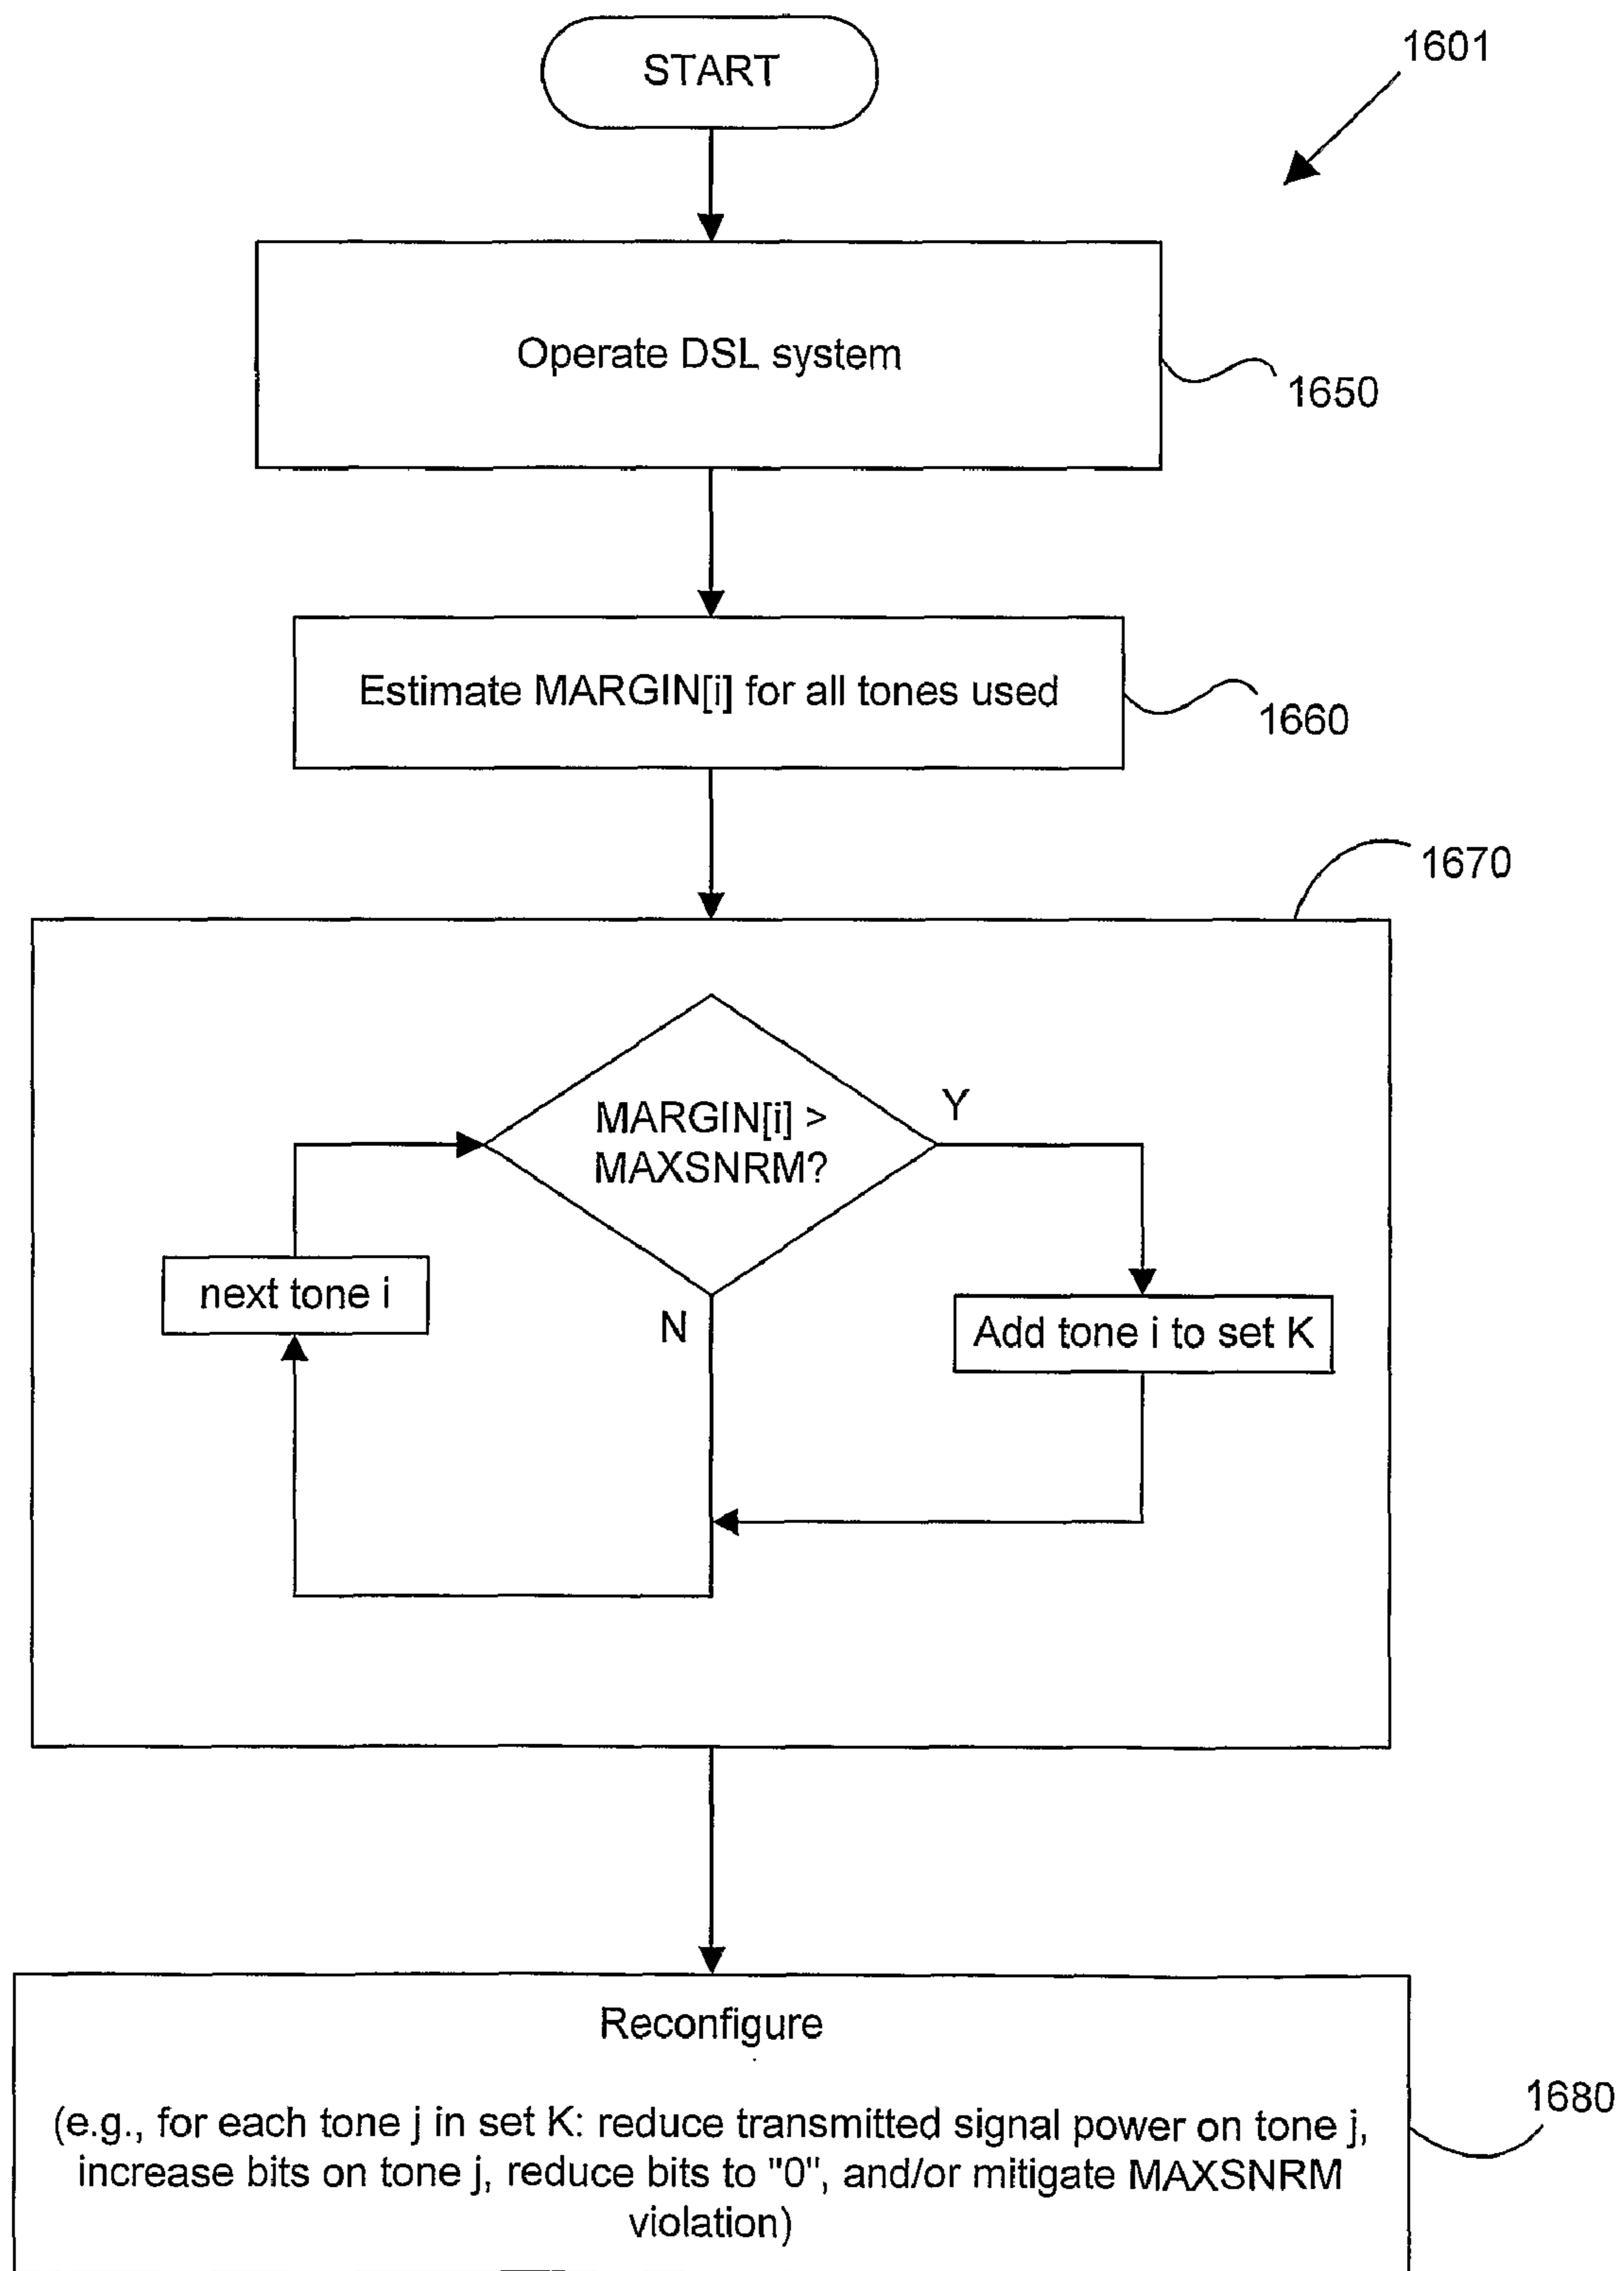 START
1601
Operate DSL system
1650
Estimate MARGIN[i] for all tones used
1660
1670
MARGIN[i] >
MAXSNRM?
Y
next tone i
N
Add tone i to set K
Reconfigure
(e.g., for each tone j in set K: reduce transmitted signal power on tone j,
increase bits on tone j, reduce bits to "0", and/or mitigate MAXSNRM
violation)
1680